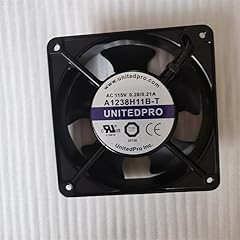 www.unitedpro.com
AC 115V 0.28/0.21A
A1238H11B-T
UNITEDPRO
UnitedPro Inc.